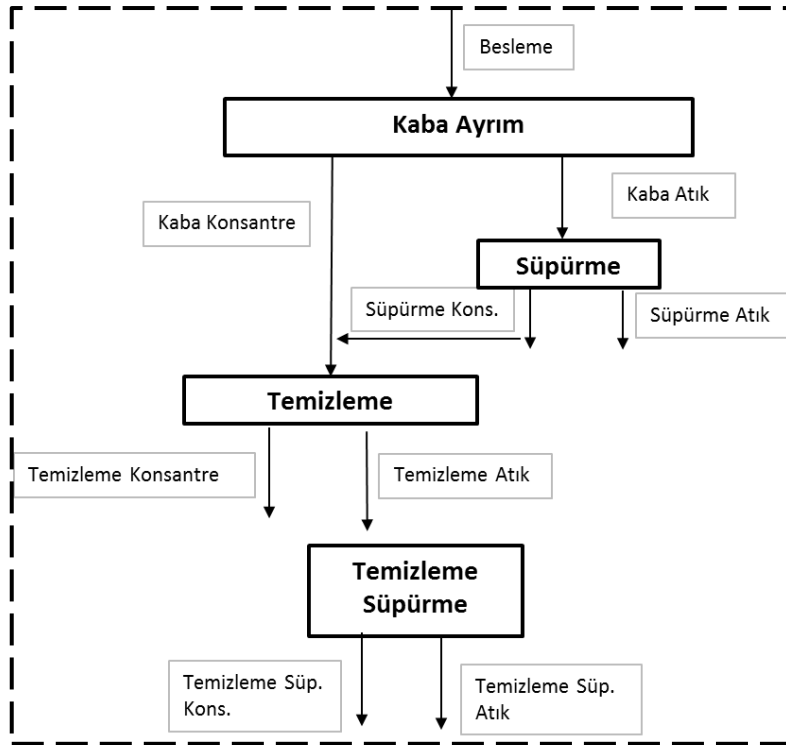 Besleme
Kaba Ayrım
Kaba Konsantre
Kaba Atık
Süpürme
Süpürme Kons.
Süpürme Atık
Temizleme
Temizleme Konsantre
Temizleme Atık
Temizleme
Süpürme
Temizleme Süp.
Kons.
Temizleme Süp.
Atık